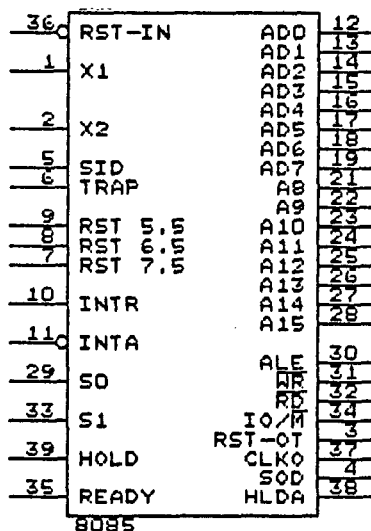 36 RST-IN AD0 12
AD1 13
1 X1 AD2 14
AD3 15
AD4 16
2 X2 AD5 17
AD6 18
5 SID AD7 19
6 TRAP A8 21
A9 22
9 RST 5.5 A10 23
8 RST 6.5 A11 24
7 RST 7.5 A12 25
A13 26
10 INTR A14 27
A15 28
11 INTA
ALE 30
29 SO WR 31
RD 32
33 S1 IO/M 34
RST-OT 3
39 HOLD CLKO 37
SOD 4
35 READY HLDA 38
8085